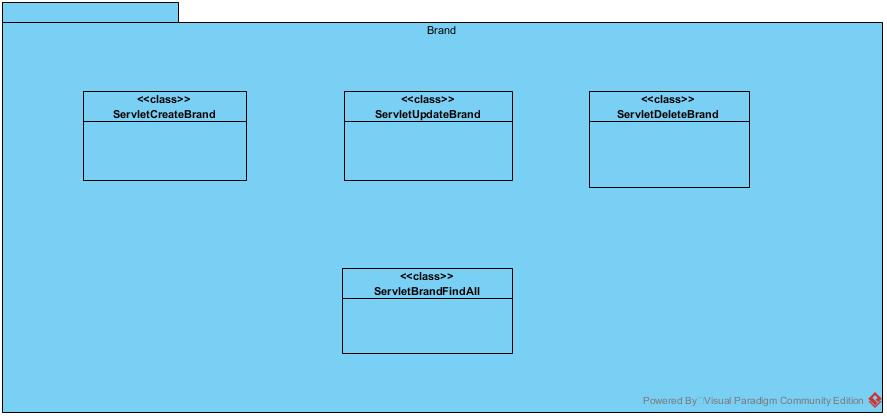 Brand
<<class>>
ServletCreateBrand
<<class>>
ServletUpdateBrand
<<class>>
ServletDeleteBrand
<<class>>
ServletBrandFindAll
Powered By Visual Paradigm Community Edition